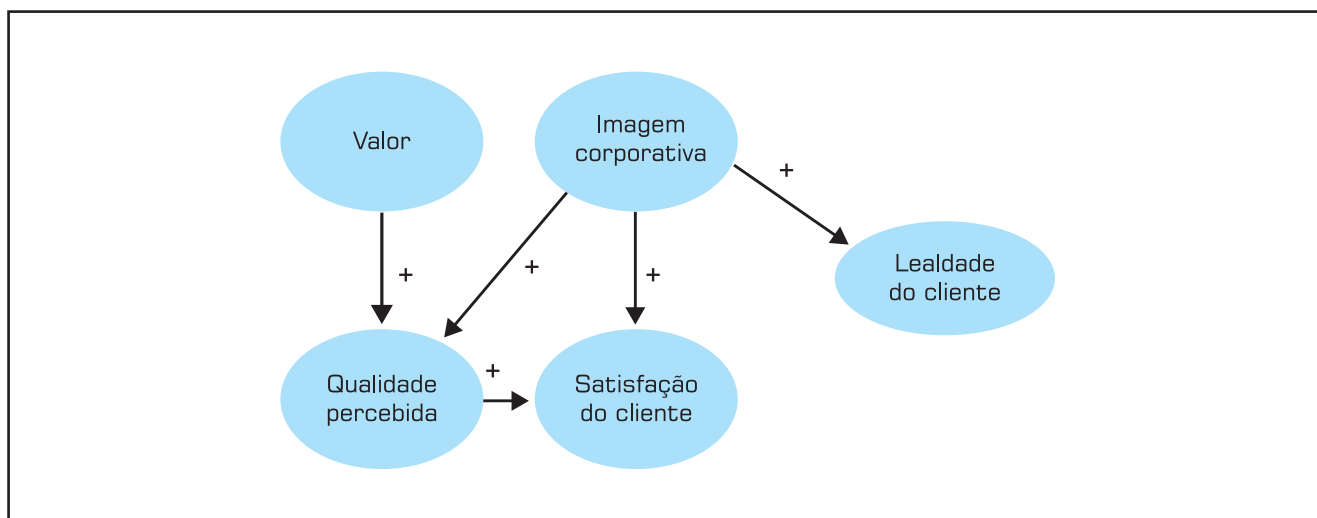 Valor
Imagem
corporativa
+
Lealdade
do cliente
+
+
+
Qualidade
percebida
+
Satisfação
do cliente